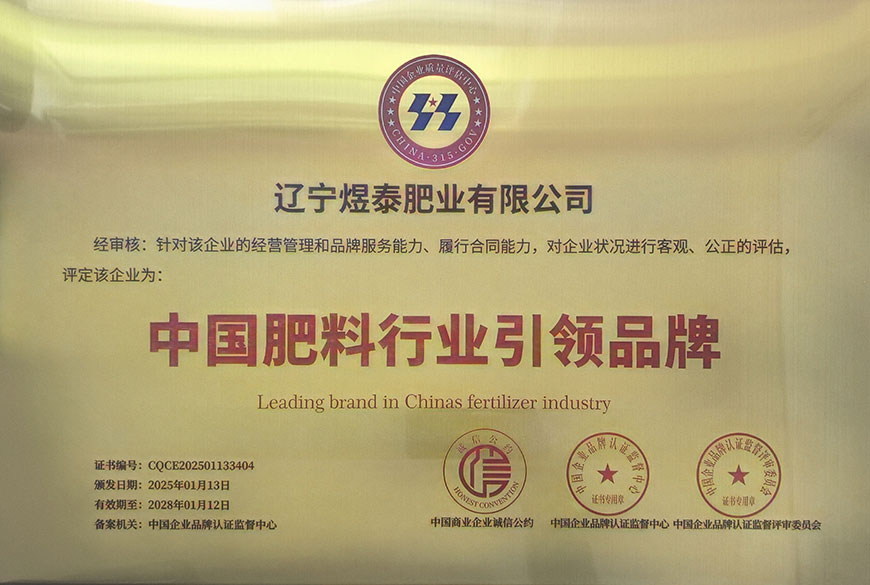 中国企业质量评估中心
CHINA-315-GOV
辽宁煜泰肥业有限公司
经审核：针对该企业的经营管理和品牌服务能力、履行合同能力，对企业状况进行客观、公正的评估，
评定该企业为：
中国肥料行业引领品牌
Leading brand in Chinas fertilizer industry
证书编号：CQCE202501133404
颁发日期：2025年01月13日
有效期至：2028年01月12日
备案机关：中国企业品牌认证监督中心
诚信公约
信
HONEST CONVENTION
中国商业企业诚信公约
中国企业品牌认证监督中心
证书专用章
中国企业品牌认证监督中心
中国企业品牌认证监督评审委员会
证书专用章
中国企业品牌认证监督评审委员会